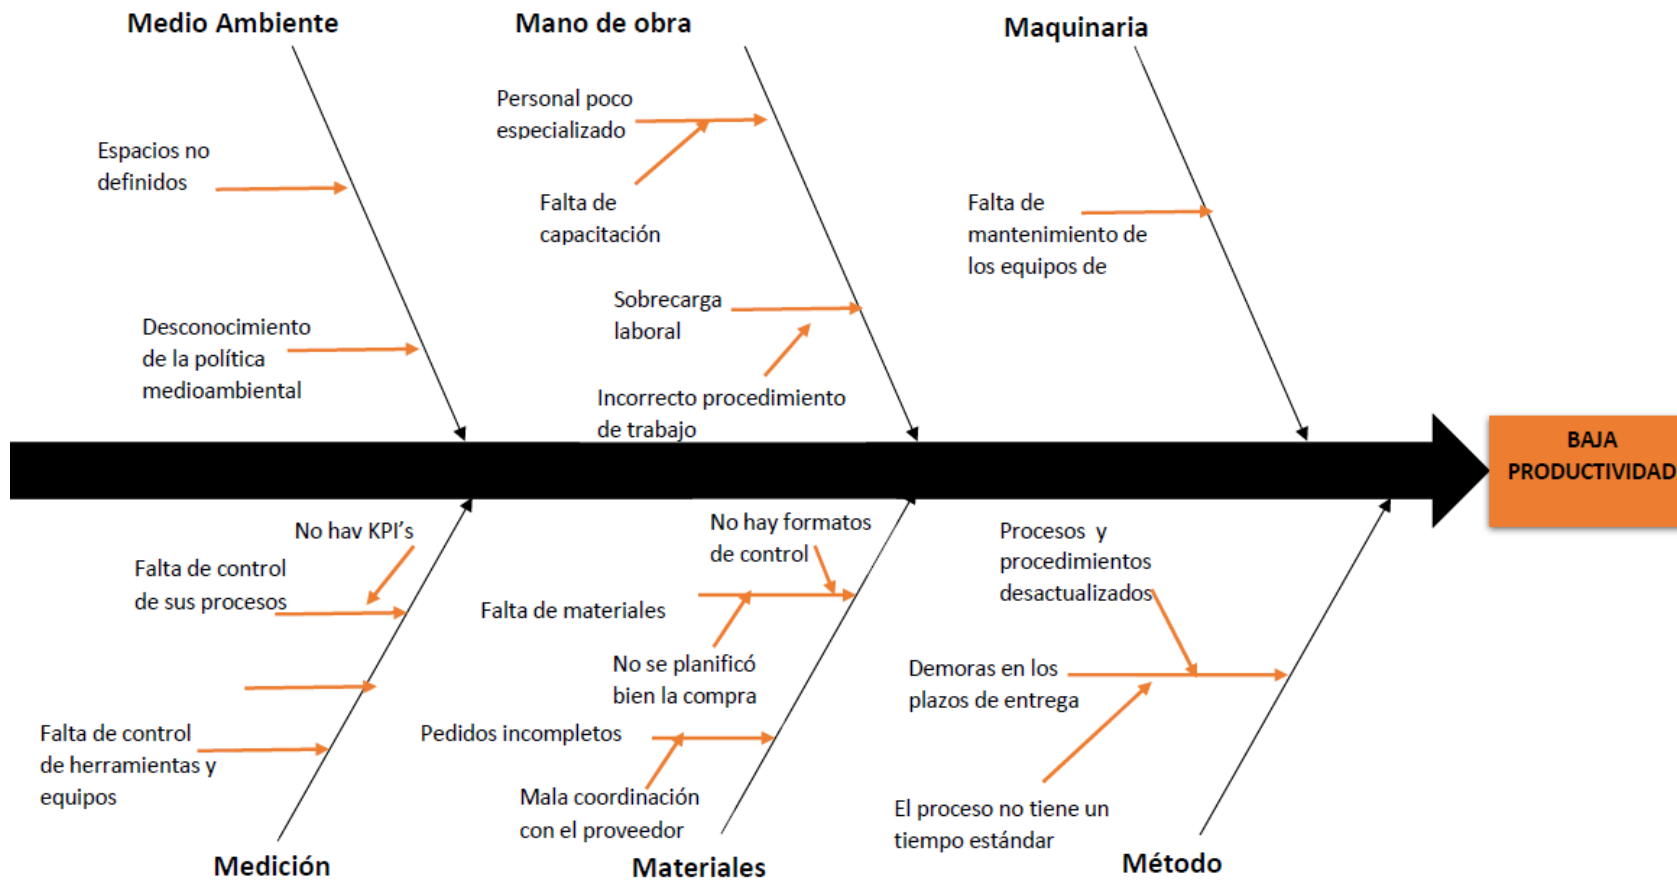 Medio Ambiente
Mano de obra
Maquinaria
Espacios no
definidos
Desconocimiento
de la política
medioambiental
Personal poco
especializado
Falta de
capacitación
Sobrecarga
laboral
Incorrecto procedimiento
de trabajo
Falta de
mantenimiento de
los equipos de
BAJA
PRODUCTIVIDAD
No hav KPI's
Falta de control
de sus procesos
Falta de control
de herramientas y
equipos
Medición
No hay formatos
de control
Falta de materiales
No se planificó
bien la compra
Pedidos incompletos
Mala coordinación
con el proveedor
Materiales
Procesos y
procedimientos
desactualizados
Demoras en los
plazos de entrega
El proceso no tiene un
tiempo estándar
Método